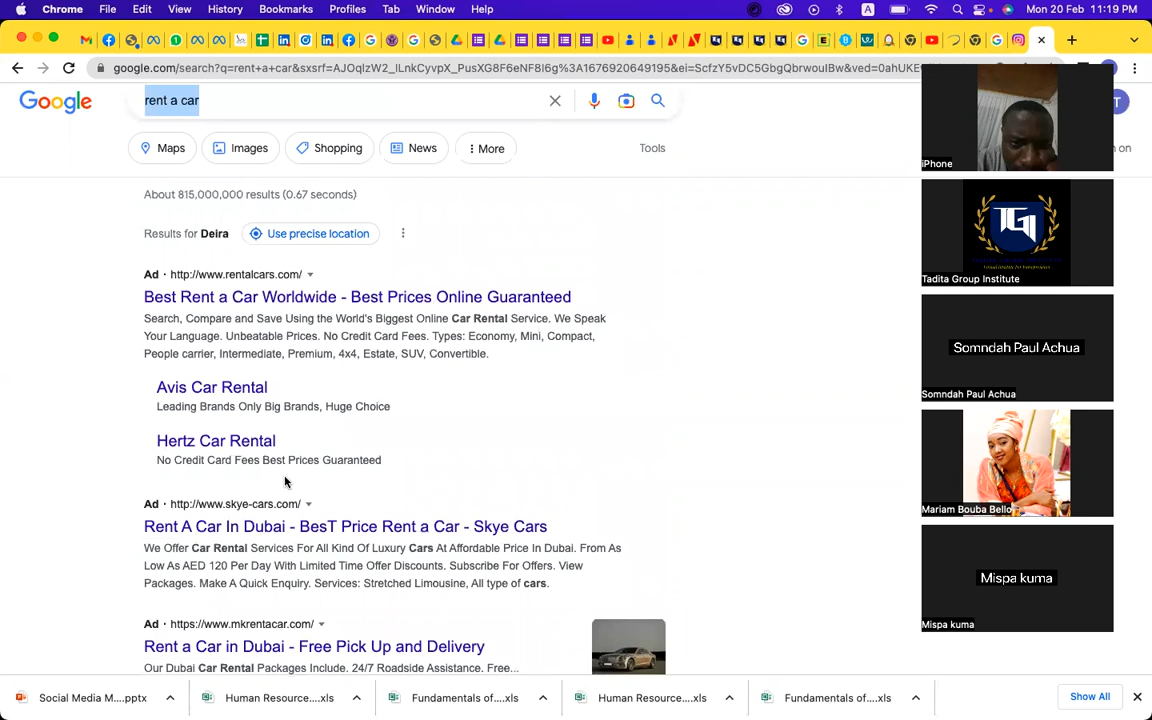 Chrome File Edit View History Bookmarks Profiles Tab Window Help
A Mon 20 Feb 11:19 PM
google.com/search?q=rent+a+car&sxsrf=AJOqlzW2_lLnkCyvpX_PusXG8F6eNF8I6g%3A1676920649195&ei=ScfzY5vDC5GbgQbrwouIBw&ved=0ahUKE
Google
rent a car
T
Maps
Images
Shopping
News
More
Tools
on
About 815,000,000 results (0.67 seconds)
Results for Deira
Use precise location
Ad · http://www.rentalcars.com/
Best Rent a Car Worldwide - Best Prices Online Guaranteed
Search, Compare and Save Using the World's Biggest Online Car Rental Service. We Speak
Your Language. Unbeatable Prices. No Credit Card Fees. Types: Economy, Mini, Compact,
People carrier, Intermediate, Premium, 4x4, Estate, SUV, Convertible.
Avis Car Rental
Leading Brands Only Big Brands, Huge Choice
Hertz Car Rental
No Credit Card Fees Best Prices Guaranteed
Ad · http://www.skye-cars.com/
Rent A Car In Dubai - BesT Price Rent a Car - Skye Cars
We Offer Car Rental Services For All Kind Of Luxury Cars At Affordable Price In Dubai. From As
Low As AED 120 Per Day With Limited Time Offer Discounts. Subscribe For Offers. View
Packages. Make A Quick Enquiry. Services: Stretched Limousine, All type of cars.
Ad · https://www.mkrentacar.com/
Rent a Car in Dubai - Free Pick Up and Delivery
Our Dubai Car Rental Packages Include. 24/7 Roadside Assistance. Free...
iPhone
TGI
Tadita Group Institute
Somndah Paul Achua
Somndah Paul Achua
Mariam Bouba Bello
Mispa kuma
Mispa kuma
Social Media M....pptx
Human Resource....xls
Fundamentals of....xls
Human Resource....xls
Fundamentals of....xls
Show All